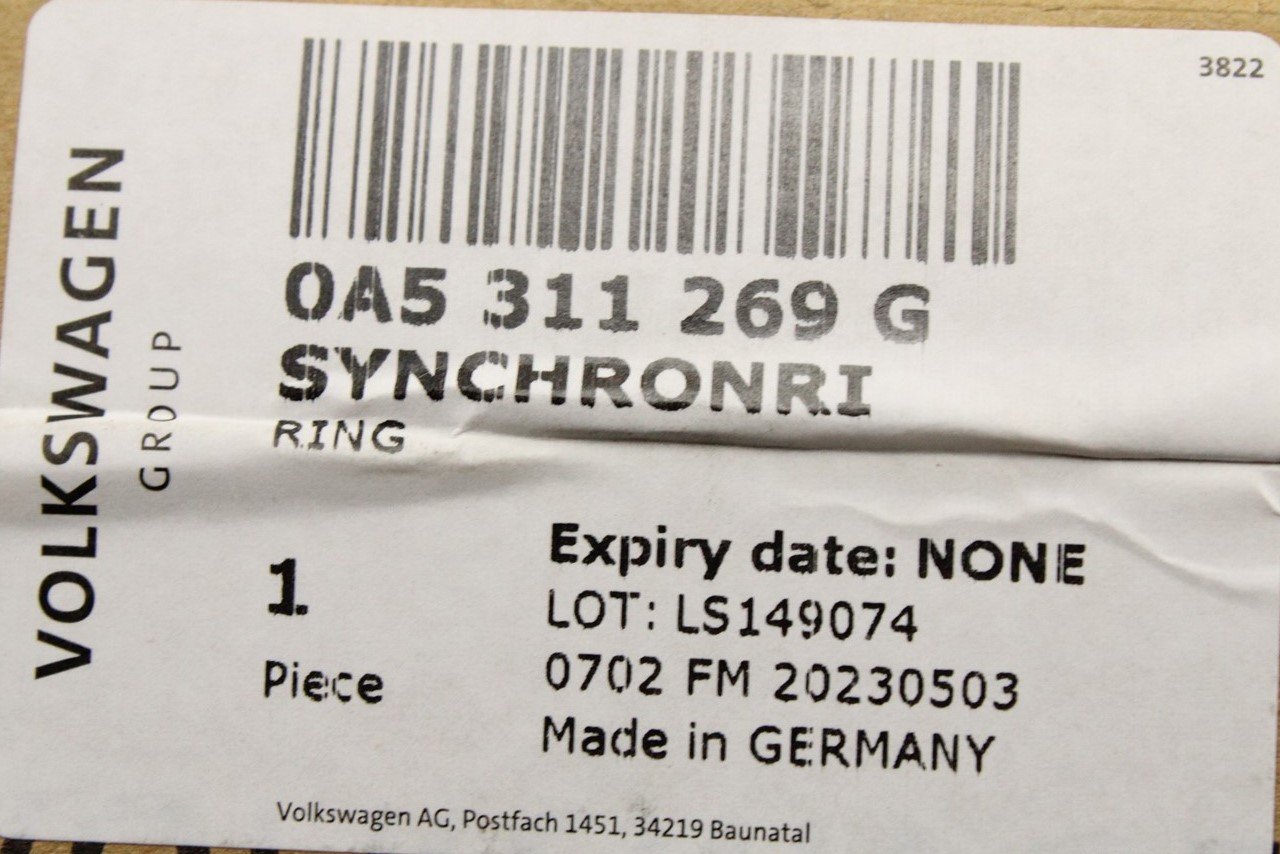 3822
VOLKSWAGEN
GROUP
0A5 311 269 G
SYNCHRONRI
RING
1
Piece
Expiry date: NONE
LOT: LS149074
0702 FM 20230503
Made in GERMANY
Volkswagen AG, Postfach 1451, 34219 Baunatal